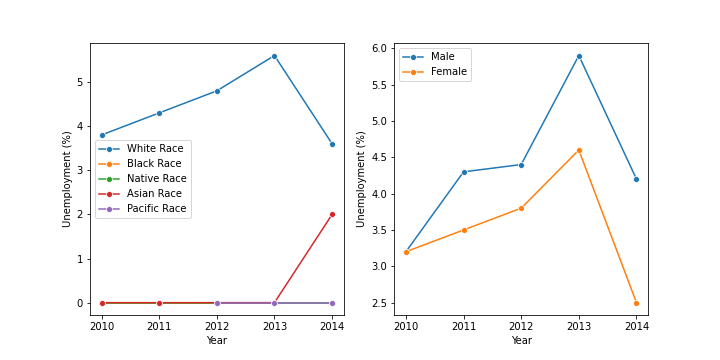 Unemployment (%)
5
4
3
2
1
0
White Race
Black Race
Native Race
Asian Race
Pacific Race
2010 2011 2012 2013 2014
Year
Unemployment (%)
6.0
5.5
5.0
4.5
4.0
3.5
3.0
2.5
Male
Female
2010 2011 2012 2013 2014
Year